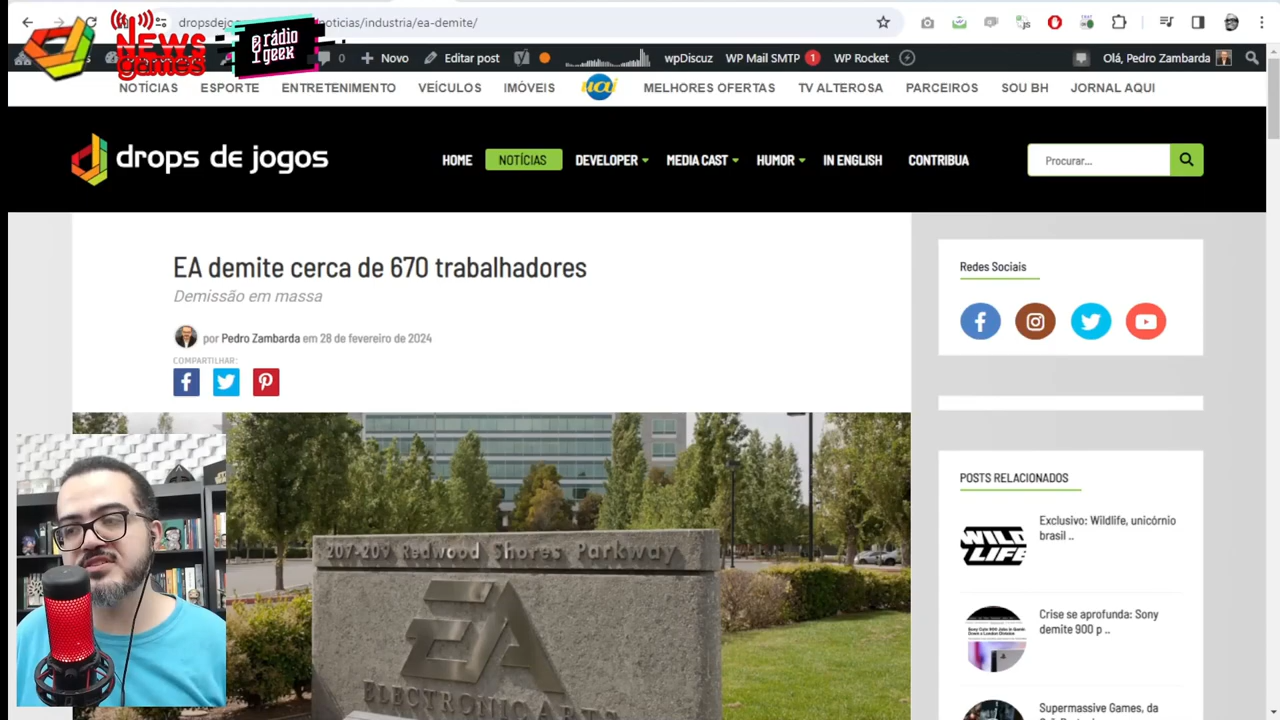 dropsdejo
noticias/industria/ea-demite/
NEWS
games
rádio
geek
0
Novo
Editar post
wpDiscuz
WP Mail SMTP
1
WP Rocket
Olá, Pedro Zambarda
NOTÍCIAS
ESPORTE
ENTRETENIMENTO
VEÍCULOS
IMÓVEIS
uai
MELHORES OFERTAS
TV ALTEROSA
PARCEIROS
SOU BH
JORNAL AQUI
drops de jogos
HOME
NOTÍCIAS
DEVELOPER
MEDIA CAST
HUMOR
IN ENGLISH
CONTRIBUA
Procurar...
EA demite cerca de 670 trabalhadores
Demissão em massa
por Pedro Zambarda em 28 de fevereiro de 2024
COMPARTILHAR:
207-209 Redwood Shores Parkway
EA
ELECTRONIC ARTS
Redes Sociais
POSTS RELACIONADOS
WILD
LIFE
Exclusivo: Wildlife, unicórnio
brasil ..
Crise se aprofunda: Sony
demite 900 p ..
Supermassive Games, da